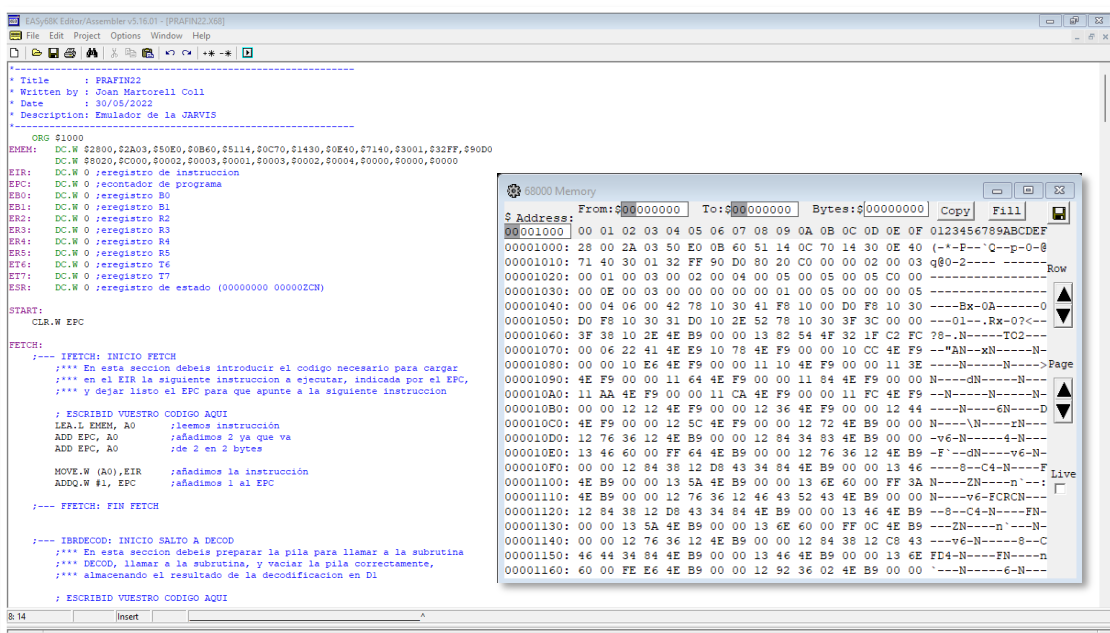 EASy68K Editor/Assembler v5.16.01 - [PRAFIN22.X68]
File Edit Project Options Window Help
*-----------------------------------------------------------
* Title      : PRAFIN22
* Written by : Joan Martorell Coll
* Date       : 30/05/2022
* Description: Emulador de la JARVIS
*-----------------------------------------------------------
ORG $1000
EMEM: DC.W $2800,$2A03,$50E0,$0B60,$5114,$0C70,$1430,$0E40,$7140,$3001,$32FF,$90D0
DC.W $8020,$C000,$0002,$0003,$0001,$0003,$0002,$0004,$0000,$0000,$0000
EIR: DC.W 0 ;eregistro de instruccion
EPC: DC.W 0 ;econtador de programa
EB0: DC.W 0 ;eregistro B0
EB1: DC.W 0 ;eregistro B1
ER2: DC.W 0 ;eregistro R2
ER3: DC.W 0 ;eregistro R3
ER4: DC.W 0 ;eregistro R4
ER5: DC.W 0 ;eregistro R5
ET6: DC.W 0 ;eregistro T6
ET7: DC.W 0 ;eregistro T7
ESR: DC.W 0 ;eregistro de estado (00000000 00000ZCN)
START:
CLR.W EPC
FETCH:
;--- IFETCH: INICIO FETCH
;*** En esta seccion debeis introducir el codigo necesario para cargar
;*** en el EIR la siguiente instruccion a ejecutar, indicada por el EPC,
;*** y dejar listo el EPC para que apunte a la siguiente instruccion
; ESCRIBID VUESTRO CODIGO AQUI
LEA.L EMEM, A0 ;leemos instrucción
ADD EPC, A0 ;añadimos 2 ya que va
ADD EPC, A0 ;de 2 en 2 bytes
MOVE.W (A0),EIR ;añadimos la instrucción
ADDQ.W #1, EPC ;añadimos 1 al EPC
;--- FFETCH: FIN FETCH
;--- IBRDECOD: INICIO SALTO A DECOD
;*** En esta seccion debeis preparar la pila para llamar a la subrutina
;*** DECOD, llamar a la subrutina, y vaciar la pila correctamente,
;*** almacenando el resultado de la decodificacion en D1
; ESCRIBID VUESTRO CODIGO AQUI
8: 14 Insert
68000 Memory
From:$00000000 To:$00000000 Bytes:$00000000 Copy Fill
$ Address:
00001000 00 01 02 03 04 05 06 07 08 09 0A 0B 0C 0D 0E 0F 0123456789ABCDEF
00001000: 28 00 2A 03 50 E0 0B 60 51 14 0C 70 14 30 0E 40 (-*-P--`Q--p-0-@
00001010: 71 40 30 01 32 FF 90 D0 80 20 C0 00 00 02 00 03 q@0-2---- ------
Row
00001020: 00 01 00 03 00 02 00 04 00 05 00 05 00 05 C0 00 ----------------
00001030: 00 0E 00 03 00 00 00 00 00 01 00 05 00 00 00 05 ----------------
00001040: 00 04 06 00 42 78 10 30 41 F8 10 00 D0 F8 10 30 ----Bx-0A------0
00001050: D0 F8 10 30 31 D0 10 2E 52 78 10 30 3F 3C 00 00 ---01--.Rx-0?<--
00001060: 3F 38 10 2E 4E B9 00 00 13 82 54 4F 32 1F C2 FC ?8-.N-----TO2---
00001070: 00 06 22 41 4E E9 10 78 4E F9 00 00 10 CC 4E F9 --"AN--xN-----N-
00001080: 00 00 10 E6 4E F9 00 00 11 10 4E F9 00 00 11 3E ----N-----N---->
Page
00001090: 4E F9 00 00 11 64 4E F9 00 00 11 84 4E F9 00 00 N----dN-----N---
000010A0: 11 AA 4E F9 00 00 11 CA 4E F9 00 00 11 FC 4E F9 --N-----N-----N-
000010B0: 00 00 12 12 4E F9 00 00 12 36 4E F9 00 00 12 44 ----N----6N----D
000010C0: 4E F9 00 00 12 5C 4E F9 00 00 12 72 4E B9 00 00 N----\N----rN---
000010D0: 12 76 36 12 4E B9 00 00 12 84 34 83 4E B9 00 00 -v6-N-----4-N---
000010E0: 13 46 60 00 FF 64 4E B9 00 00 12 76 36 12 4E B9 -F`--dN----v6-N-
000010F0: 00 00 12 84 38 12 D8 43 34 84 4E B9 00 00 13 46 ----8--C4-N----F
Live
00001100: 4E B9 00 00 13 5A 4E B9 00 00 13 6E 60 00 FF 3A N----ZN----n`--:
00001110: 4E B9 00 00 12 76 36 12 46 43 52 43 4E B9 00 00 N----v6-FCRCN---
00001120: 12 84 38 12 D8 43 34 84 4E B9 00 00 13 46 4E B9 --8--C4-N----FN-
00001130: 00 00 13 5A 4E B9 00 00 13 6E 60 00 FF 0C 4E B9 ---ZN----n`---N-
00001140: 00 00 12 76 36 12 4E B9 00 00 12 84 38 12 C8 43 ---v6-N-----8--C
00001150: 46 44 34 84 4E B9 00 00 13 46 4E B9 00 00 13 6E FD4-N----FN----n
00001160: 60 00 FE E6 4E B9 00 00 12 92 36 02 4E B9 00 00 `---N-----6-N---